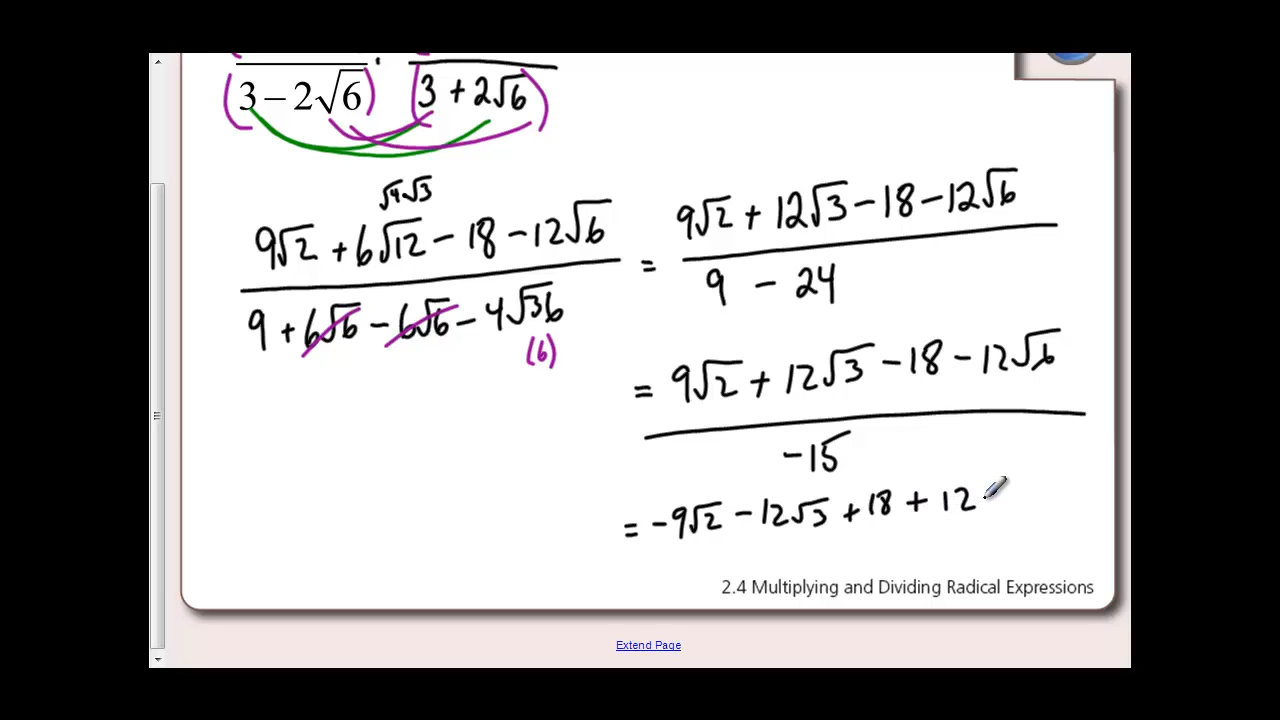 3 − 2√6 · 3 + 2√6
√4 √3
9√2 + 6√12 − 18 − 12√6 = 9√2 + 12√3 − 18 − 12√6
9 + 6√6 − 6√6 − 4√36 9 − 24
(6)
= 9√2 + 12√3 − 18 − 12√6
−15
= −9√2 − 12√3 + 18 + 12
2.4 Multiplying and Dividing Radical Expressions
Extend Page